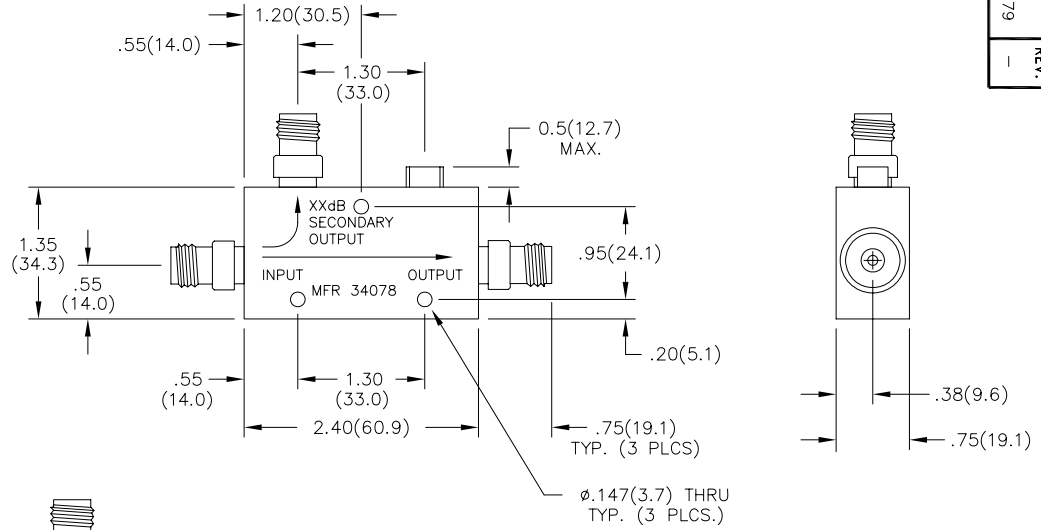 1.20(30.5)
.55(14.0)
1.30
(33.0)
0.5(12.7)
MAX.
79
REV.
–
XXdB
SECONDARY
OUTPUT
1.35
(34.3)
.55
(14.0)
INPUT
OUTPUT
MFR 34078
.95(24.1)
.20(5.1)
.55
(14.0)
1.30
(33.0)
2.40(60.9)
.75(19.1)
TYP. (3 PLCS)
ø.147(3.7) THRU
TYP. (3 PLCS.)
.38(9.6)
.75(19.1)